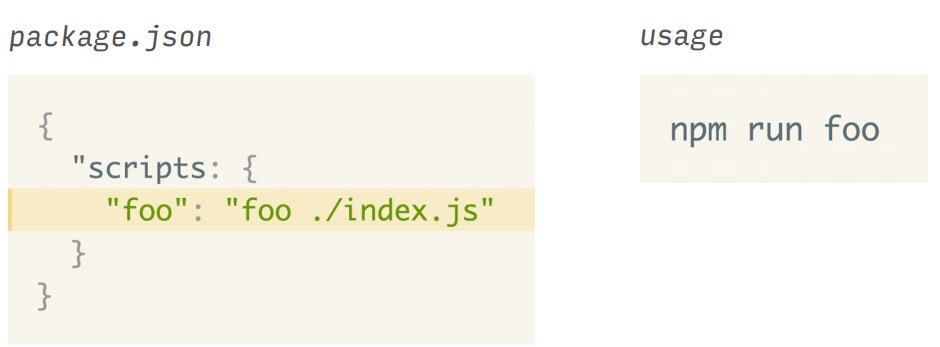 package.json
{
"scripts: {
"foo": "foo ./index.js"
}
}
usage
npm run foo